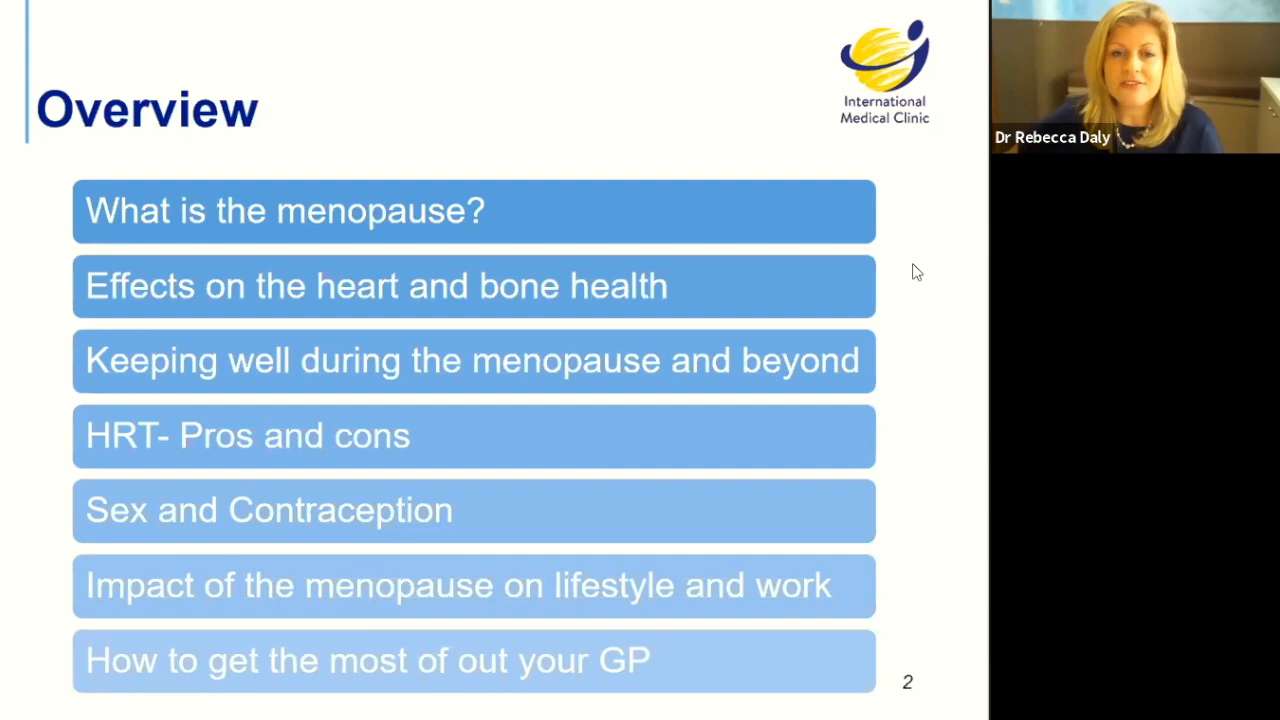 Overview
International
Medical Clinic
Dr Rebecca Daly
What is the menopause?
Effects on the heart and bone health
Keeping well during the menopause and beyond
HRT- Pros and cons
Sex and Contraception
Impact of the menopause on lifestyle and work
How to get the most of out your GP
2